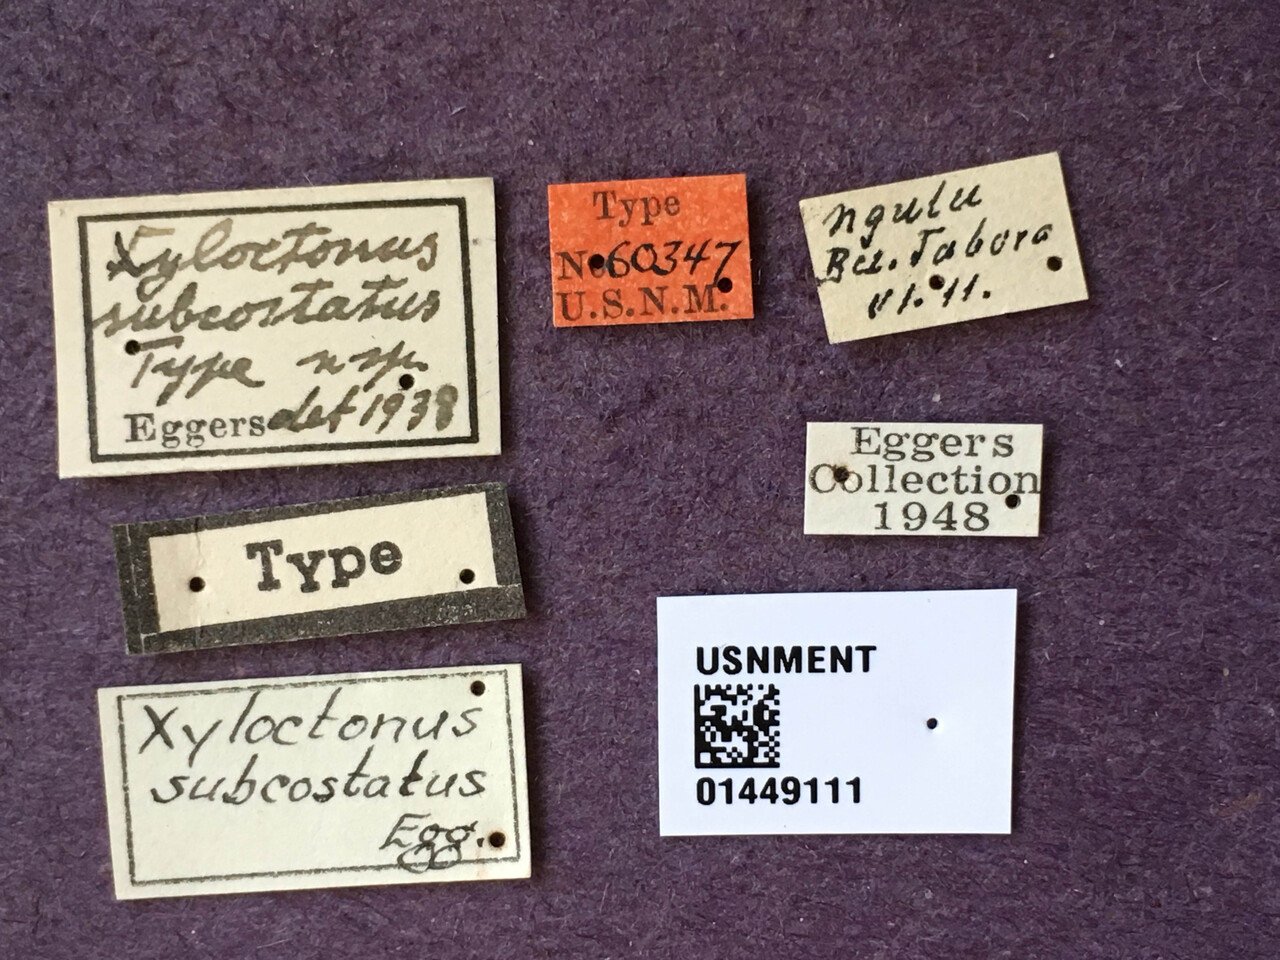 Xyloctonus
subcostatus
Type n sp.
Eggers det 1938
Type
No 60347
U.S.N.M.
Ngulu
Bez. Tabora
VI. 11.
Eggers
Collection
1948
Type
Xyloctonus
subcostatus
Egg.
USNMENT
01449111